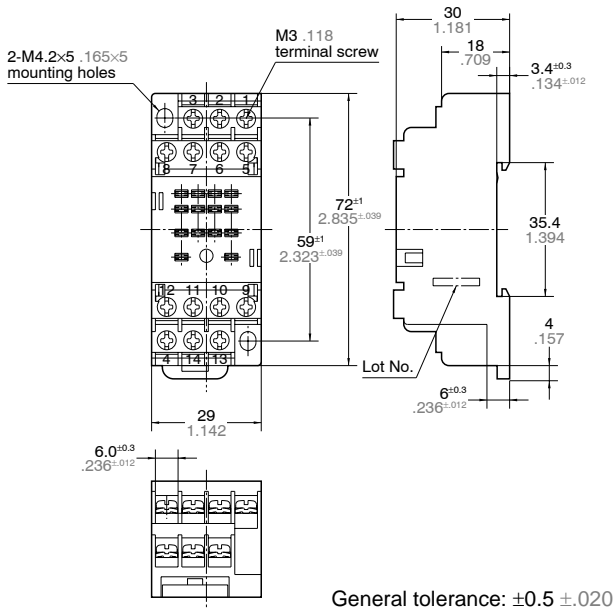 2-M4.2×5 .165×5
mounting holes
M3 .118
terminal screw
30
1.181
18
.709
3.4±0.3
.134±.012
3 2 1
8 7 6 5
72±1
2.835±.039
59±1
2.323±.039
35.4
1.394
12 11 10 9
4 14 13
Lot No.
4
.157
6±0.3
.236±.012
29
1.142
6.0±0.3
.236±.012
General tolerance: ±0.5 ±.020